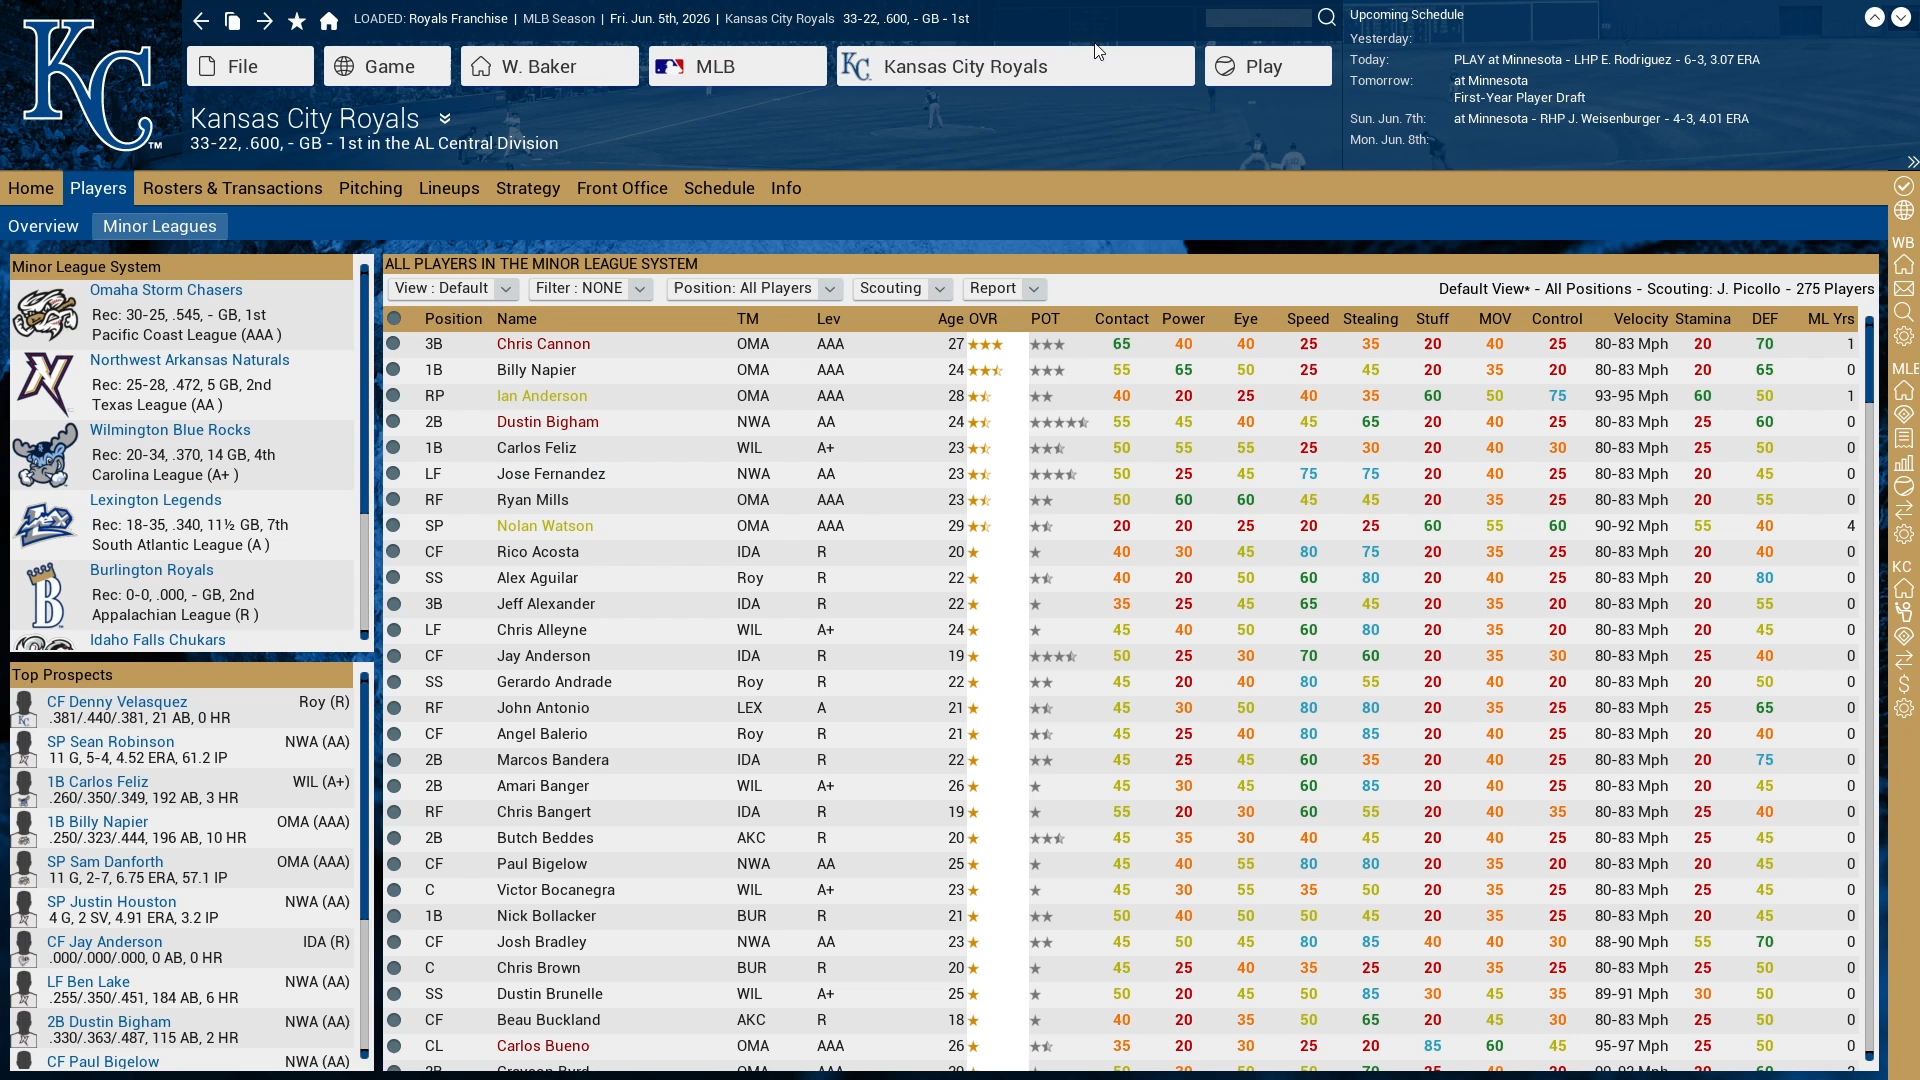 LOADED: Royals Franchise | MLB Season | Fri. Jun. 5th, 2026 | Kansas City Royals 33-22, .600, - GB - 1st
File
Game
W. Baker
MLB
Kansas City Royals
Play
Kansas City Royals
33-22, .600, - GB - 1st in the AL Central Division
KC
TM
Upcoming Schedule
Yesterday:
Today: PLAY at Minnesota - LHP E. Rodriguez - 6-3, 3.07 ERA
Tomorrow: at Minnesota
First-Year Player Draft
Sun. Jun. 7th: at Minnesota - RHP J. Weisenburger - 4-3, 4.01 ERA
Mon. Jun. 8th:
Home Players Rosters & Transactions Pitching Lineups Strategy Front Office Schedule Info
Overview Minor Leagues
Minor League System
Omaha Storm Chasers
Rec: 30-25, .545, - GB, 1st
Pacific Coast League (AAA )
Northwest Arkansas Naturals
Rec: 25-28, .472, 5 GB, 2nd
Texas League (AA )
Wilmington Blue Rocks
Rec: 20-34, .370, 14 GB, 4th
Carolina League (A+ )
Lexington Legends
Rec: 18-35, .340, 11½ GB, 7th
South Atlantic League (A )
Burlington Royals
Rec: 0-0, .000, - GB, 2nd
Appalachian League (R )
Idaho Falls Chukars
Top Prospects
CF Denny Velasquez Roy (R)
.381/.440/.381, 21 AB, 0 HR
SP Sean Robinson NWA (AA)
11 G, 5-4, 4.52 ERA, 61.2 IP
1B Carlos Feliz WIL (A+)
.260/.350/.349, 192 AB, 3 HR
1B Billy Napier OMA (AAA)
.250/.323/.444, 196 AB, 10 HR
SP Sam Danforth OMA (AAA)
11 G, 2-7, 6.75 ERA, 57.1 IP
SP Justin Houston NWA (AA)
4 G, 2 SV, 4.91 ERA, 3.2 IP
CF Jay Anderson IDA (R)
.000/.000/.000, 0 AB, 0 HR
LF Ben Lake NWA (AA)
.255/.350/.451, 184 AB, 6 HR
2B Dustin Bigham NWA (AA)
.330/.363/.487, 115 AB, 2 HR
CF Paul Bigelow NWA (AA)
ALL PLAYERS IN THE MINOR LEAGUE SYSTEM
View : Default Filter : NONE Position: All Players Scouting Report Default View* - All Positions - Scouting: J. Picollo - 275 Players
Position Name TM Lev Age OVR POT Contact Power Eye Speed Stealing Stuff MOV Control Velocity Stamina DEF ML Yrs
3B Chris Cannon OMA AAA 27 65 40 40 25 35 20 40 25 80-83 Mph 20 70 1
1B Billy Napier OMA AAA 24 55 65 50 25 45 20 35 20 80-83 Mph 20 65 0
RP Ian Anderson OMA AAA 28 40 20 25 40 35 60 50 75 93-95 Mph 60 50 1
2B Dustin Bigham NWA AA 24 55 45 40 45 65 20 40 25 80-83 Mph 25 60 0
1B Carlos Feliz WIL A+ 23 50 55 55 25 30 20 40 30 80-83 Mph 25 50 0
LF Jose Fernandez NWA AA 23 50 25 45 75 75 20 40 25 80-83 Mph 20 45 0
RF Ryan Mills OMA AAA 23 50 60 60 45 45 20 35 25 80-83 Mph 20 55 0
SP Nolan Watson OMA AAA 29 20 20 25 20 25 60 55 60 90-92 Mph 55 40 4
CF Rico Acosta IDA R 20 40 30 45 80 75 20 35 25 80-83 Mph 20 40 0
SS Alex Aguilar Roy R 22 40 20 50 60 80 20 40 25 80-83 Mph 20 80 0
3B Jeff Alexander IDA R 22 35 25 45 65 45 20 35 20 80-83 Mph 20 55 0
LF Chris Alleyne WIL A+ 24 45 40 50 60 80 20 35 20 80-83 Mph 20 45 0
CF Jay Anderson IDA R 19 50 25 30 70 60 20 35 30 80-83 Mph 25 40 0
SS Gerardo Andrade Roy R 22 45 20 40 80 55 20 40 20 80-83 Mph 20 50 0
RF John Antonio LEX A 21 45 30 50 80 80 20 35 25 80-83 Mph 25 65 0
CF Angel Balerio Roy R 21 45 25 40 80 85 20 40 25 80-83 Mph 20 40 0
2B Marcos Bandera IDA R 22 45 25 45 60 35 20 40 20 80-83 Mph 20 75 0
2B Amari Banger WIL A+ 26 45 30 45 60 85 20 40 25 80-83 Mph 20 45 0
RF Chris Bangert IDA R 19 55 20 30 60 55 20 40 35 80-83 Mph 25 40 0
2B Butch Beddes AKC R 20 45 35 30 40 45 20 40 25 80-83 Mph 25 45 0
CF Paul Bigelow NWA AA 25 45 40 55 80 80 20 35 20 80-83 Mph 20 45 0
C Victor Bocanegra WIL A+ 23 45 30 55 35 50 20 35 25 80-83 Mph 25 45 0
1B Nick Bollacker BUR R 21 50 40 50 50 45 20 35 25 80-83 Mph 20 45 0
CF Josh Bradley NWA AA 23 45 50 45 80 85 40 40 30 88-90 Mph 55 70 0
C Chris Brown BUR R 20 45 25 40 35 25 20 35 25 80-83 Mph 25 50 0
SS Dustin Brunelle WIL A+ 25 50 20 45 50 85 30 45 35 89-91 Mph 30 50 0
CF Beau Buckland AKC R 18 40 20 35 50 65 20 45 30 80-83 Mph 25 50 0
CL Carlos Bueno OMA AAA 26 35 20 30 25 20 85 60 45 95-97 Mph 25 50 0
WB
MLB
KC